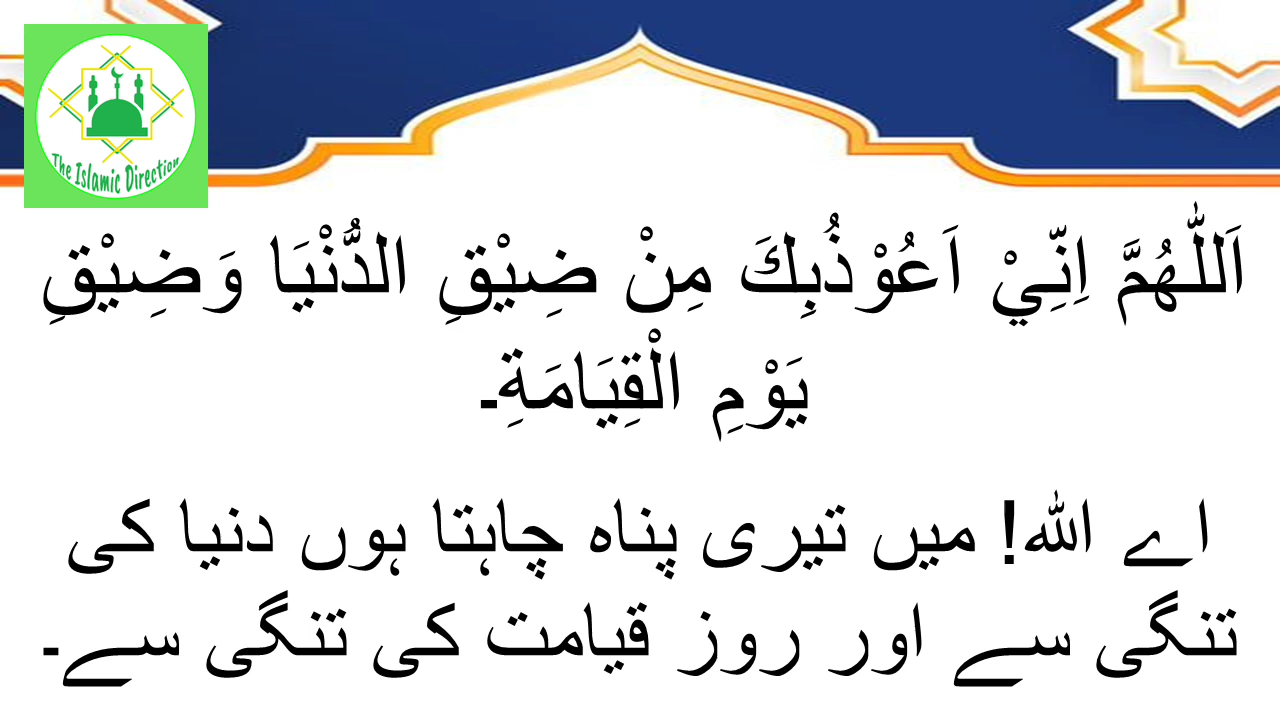 The Islamic Direction
اَللّٰهُمَّ اِنِّيْ اَعُوْذُبِكَ مِنْ ضِيْقِ الدُّنْيَا وَضِيْقِ
يَوْمِ الْقِيَامَةِ۔
اے اللہ! میں تیری پناہ چاہتا ہوں دنیا کی
تنگی سے اور روز قیامت کی تنگی سے۔